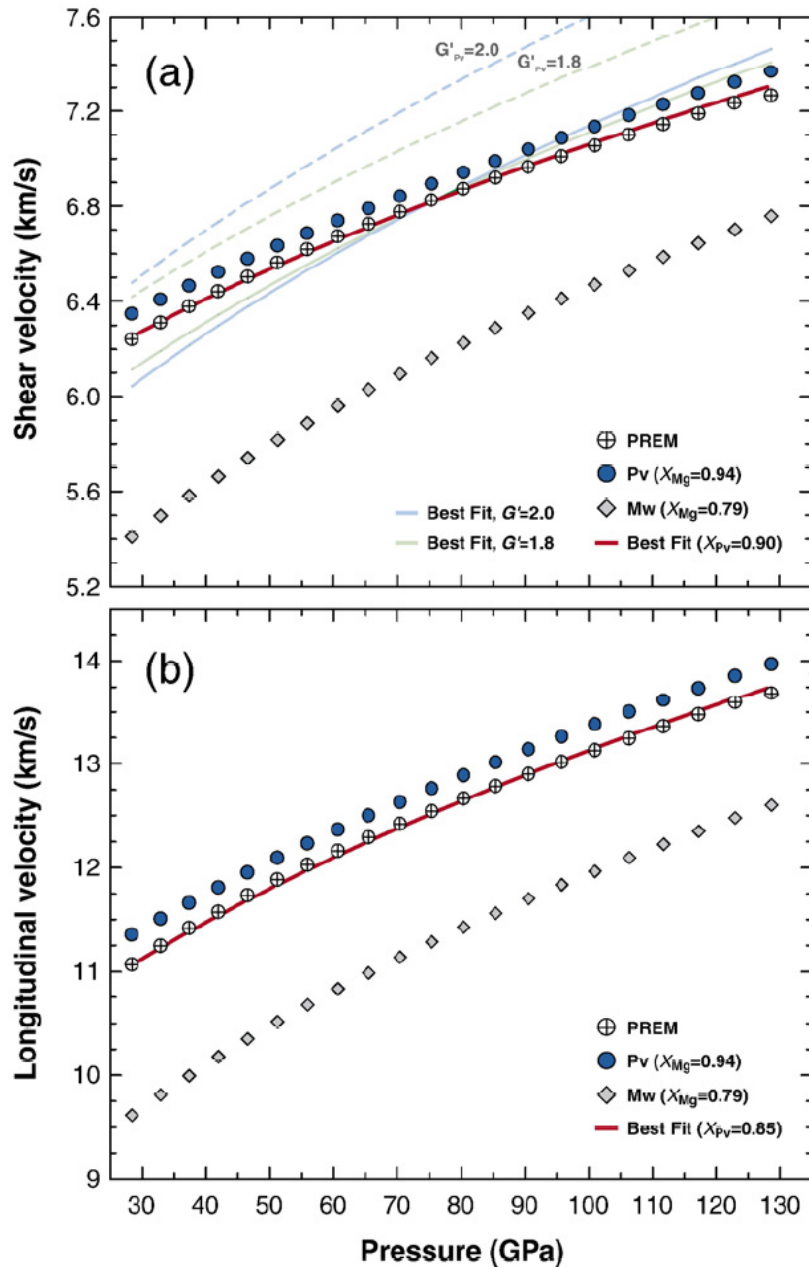 7.6
(a)
G'Pv=2.0
G'Pv=1.8
7.2
6.8
6.4
6.0
5.6
5.2
Shear velocity (km/s)
PREM
Pv (XMg=0.94)
Mw (XMg=0.79)
Best Fit, G'=2.0
Best Fit (XPv=0.90)
Best Fit, G'=1.8
(b)
14
13
12
11
10
9
Longitudinal velocity (km/s)
PREM
Pv (XMg=0.94)
Mw (XMg=0.79)
Best Fit (XPv=0.85)
30 40 50 60 70 80 90 100 110 120 130
Pressure (GPa)